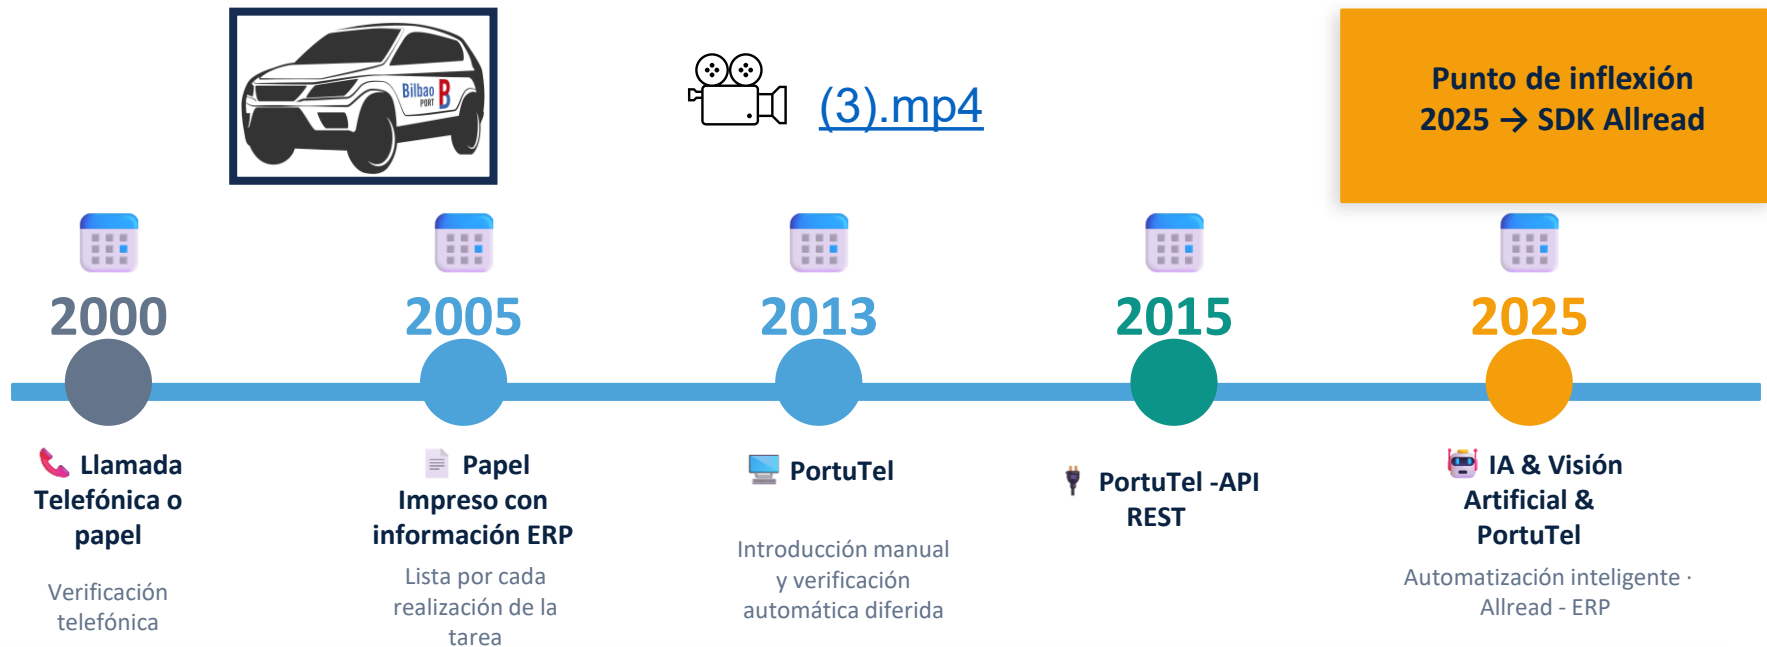 Bilbao
PORT
B
(3).mp4
Punto de inflexión
2025 → SDK Allread
2000
2005
2013
2015
2025
Llamada
Telefónica o
papel
Verificación
telefónica
Papel
Impreso con
información ERP
Lista por cada
realización de la
tarea
PortuTel
Introducción manual
y verificación
automática diferida
PortuTel -API
REST
IA & Visión
Artificial &
PortuTel
Automatización inteligente ·
Allread - ERP